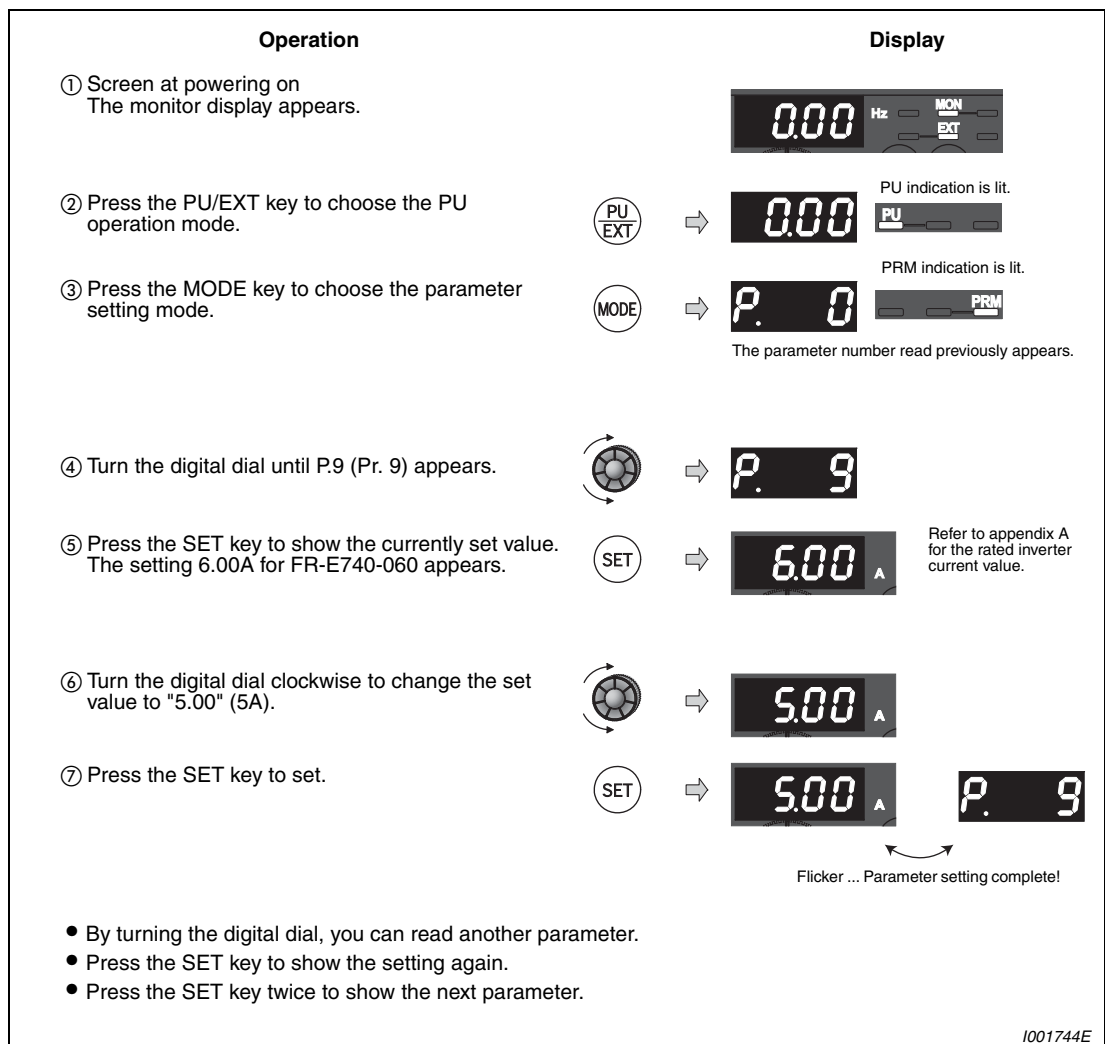 Operation
Display
① Screen at powering on
The monitor display appears.
0.00 Hz MON
EXT
② Press the PU/EXT key to choose the PU
operation mode.
PU
EXT
0.00
PU indication is lit.
PU
③ Press the MODE key to choose the parameter
setting mode.
MODE
P. 0
PRM indication is lit.
PRM
The parameter number read previously appears.
④ Turn the digital dial until P.9 (Pr. 9) appears.
P. 9
⑤ Press the SET key to show the currently set value.
The setting 6.00A for FR-E740-060 appears.
SET
6.00 A
Refer to appendix A
for the rated inverter
current value.
⑥ Turn the digital dial clockwise to change the set
value to "5.00" (5A).
5.00 A
⑦ Press the SET key to set.
SET
5.00 A
P. 9
Flicker ... Parameter setting complete!
● By turning the digital dial, you can read another parameter.
● Press the SET key to show the setting again.
● Press the SET key twice to show the next parameter.
I001744E